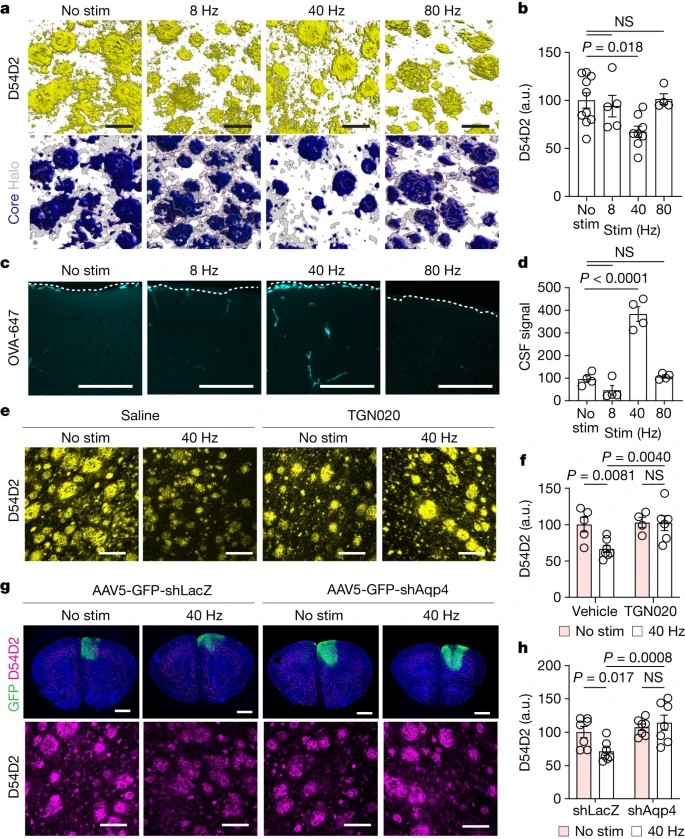 a
No stim
8 Hz
40 Hz
80 Hz
D54D2
Core Halo
b
NS
P = 0.018
D54D2 (a.u.)
150
100
50
0
No stim
8
40
80
Stim (Hz)
c
No stim
8 Hz
40 Hz
80 Hz
OVA-647
d
NS
P < 0.0001
CSF signal
500
400
300
200
100
0
No stim
8
40
80
Stim (Hz)
e
Saline
TGN020
No stim
40 Hz
No stim
40 Hz
D54D2
f
P = 0.0040
P = 0.0081
NS
D54D2 (a.u.)
150
100
50
0
Vehicle
TGN020
No stim
40 Hz
g
AAV5-GFP-shLacZ
AAV5-GFP-shAqp4
No stim
40 Hz
No stim
40 Hz
GFP D54D2
D54D2
h
P = 0.0008
P = 0.017
NS
D54D2 (a.u.)
200
150
100
50
0
shLacZ
shAqp4
No stim
40 Hz